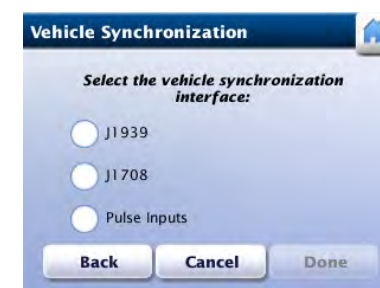 Vehicle Synchronization
Select the vehicle synchronization
interface:
J1939
J1708
Pulse Inputs
Back Cancel Done